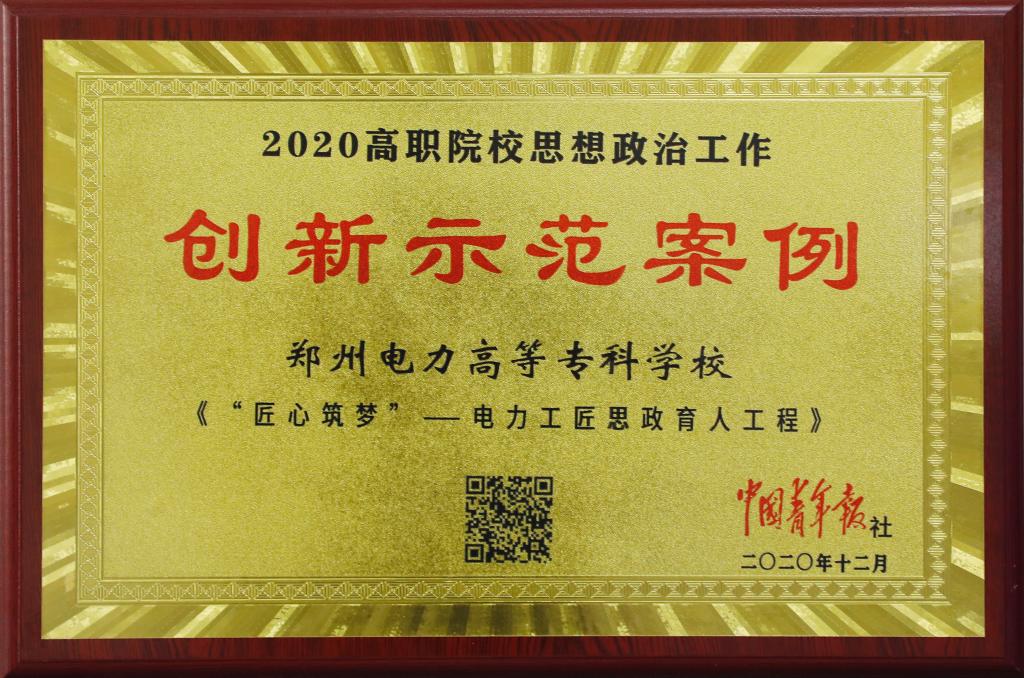 2020高职院校思想政治工作
创新示范案例
郑州电力高等专科学校
《“匠心筑梦”——电力工匠思政育人工程》
中國青年报社
二〇二〇年十二月